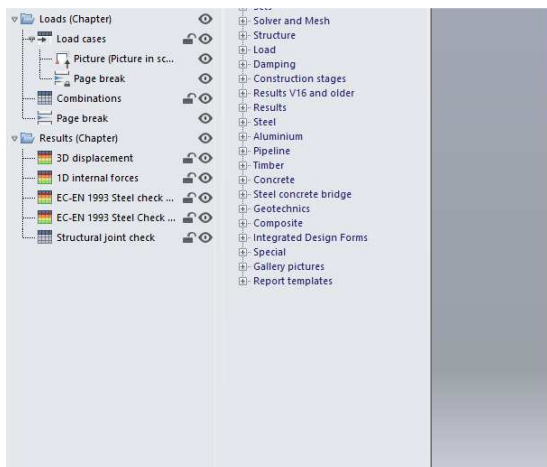 Loads (Chapter)
Load cases
Picture (Picture in sc...
Page break
Combinations
Page break
Results (Chapter)
3D displacement
1D internal forces
EC-EN 1993 Steel check ...
EC-EN 1993 Steel Check ...
Structural joint check
Sets
Solver and Mesh
Structure
Load
Damping
Construction stages
Results V16 and older
Results
Steel
Aluminium
Pipeline
Timber
Concrete
Steel concrete bridge
Geotechnics
Composite
Integrated Design Forms
Special
Gallery pictures
Report templates